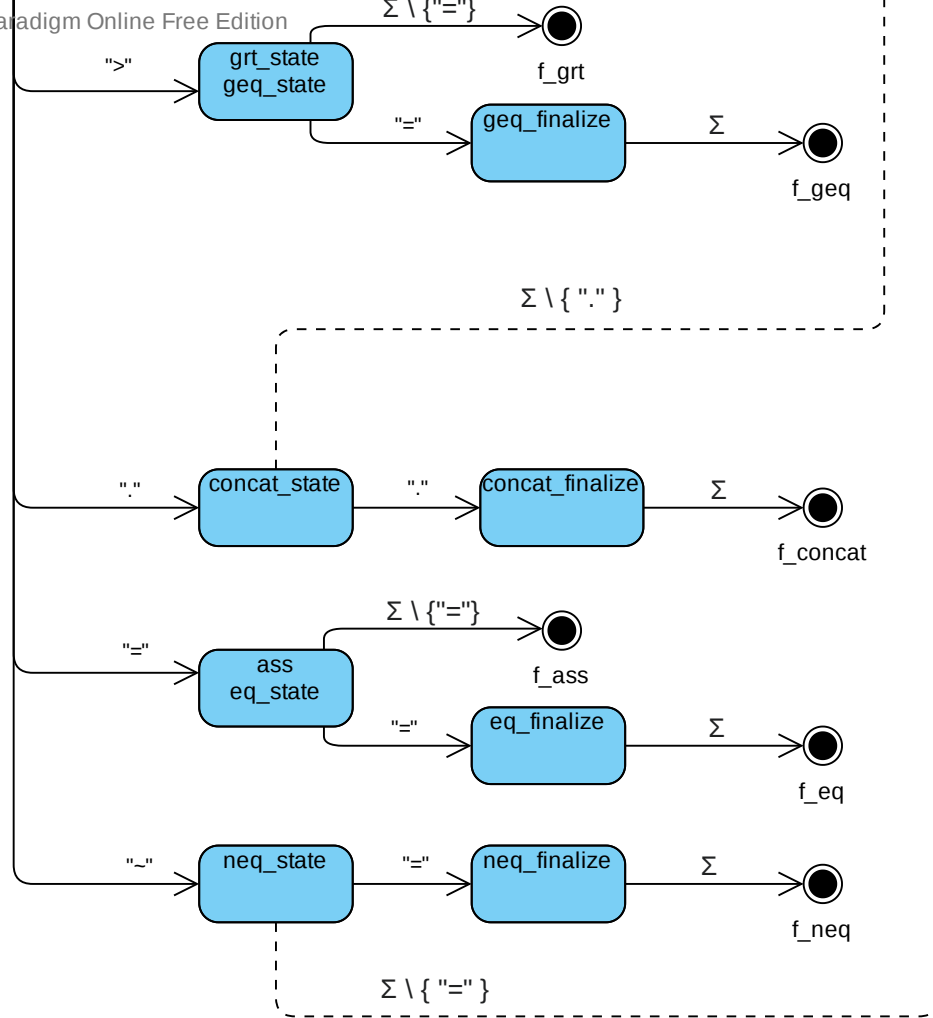 Σ \ {"="}
aradigm Online Free Edition
">"
grt_state
geq_state
f_grt
"="
geq_finalize
Σ
f_geq
Σ \ { "." }
"."
concat_state
"."
concat_finalize
Σ
f_concat
Σ \ {"="}
"="
ass
eq_state
f_ass
"="
eq_finalize
Σ
f_eq
"~"
neq_state
"="
neq_finalize
Σ
f_neq
Σ \ { "=" }